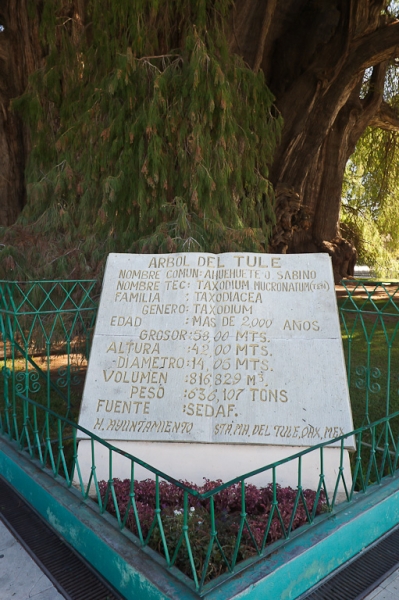 ARBOL DEL TULE
NOMBRE COMUN: AHUEHUETE O SABINO
NOMBRE TEC: TAXODIUM MUCRONATUM (TEN)
FAMILIA : TAXODIACEA
GENERO: TAXODIUM
EDAD : MAS DE 2,000 AÑOS
GROSOR: 58.00 MTS.
ALTURA : 42.00 MTS.
DIAMETRO: 14.05 MTS.
VOLUMEN : 816.829 M³.
PESO : 636.107 TONS
FUENTE : SEDAF.
H. AYUNTAMIENTO STA. MA. DEL TULE, OAX. MEX.